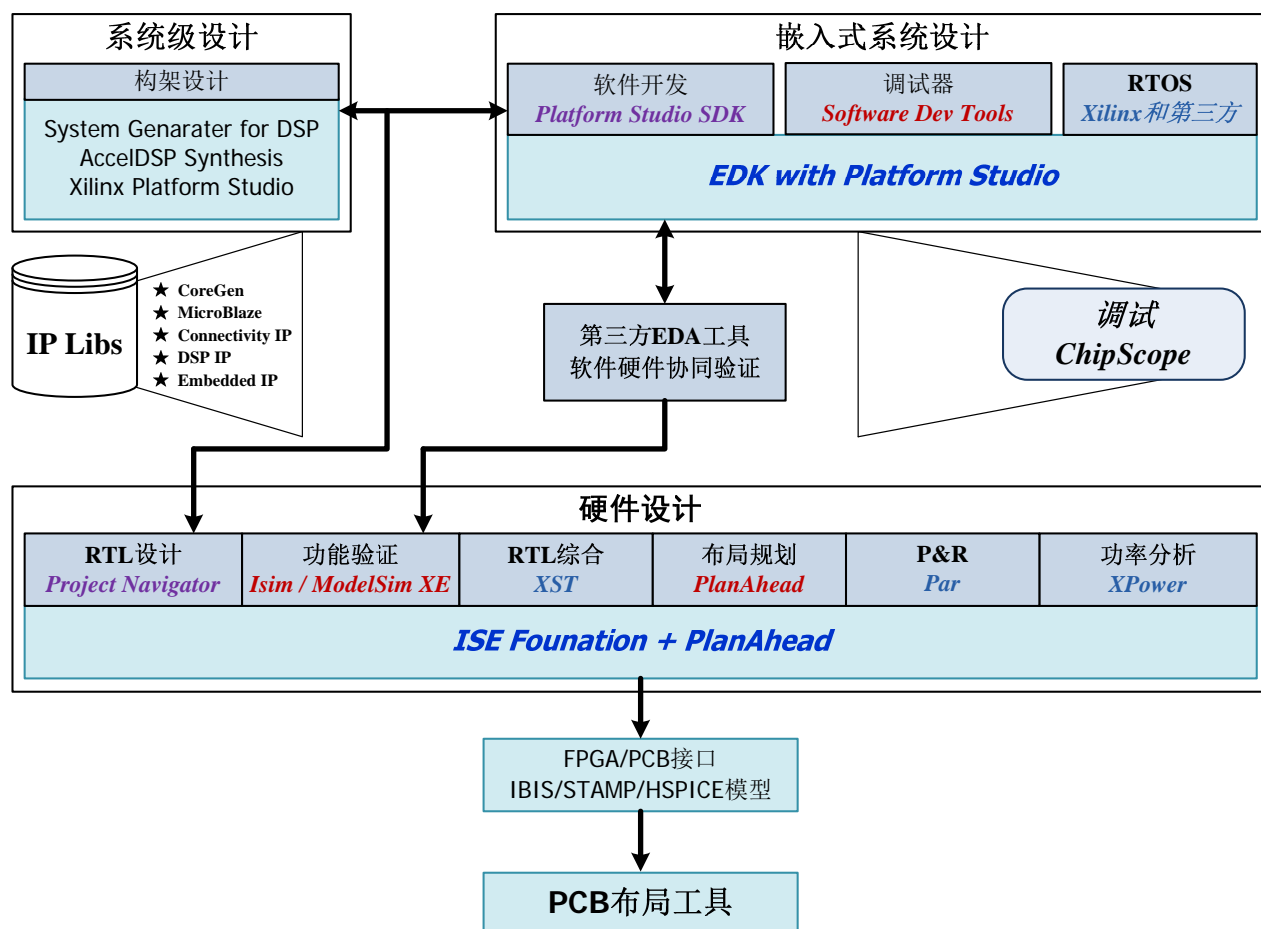 系统级设计
构架设计
System Genarater for DSP
AccelDSP Synthesis
Xilinx Platform Studio
嵌入式系统设计
软件开发
Platform Studio SDK
调试器
Software Dev Tools
RTOS
Xilinx和第三方
EDK with Platform Studio
IP Libs
★ CoreGen
★ MicroBlaze
★ Connectivity IP
★ DSP IP
★ Embedded IP
第三方EDA工具
软件硬件协同验证
调试
ChipScope
硬件设计
RTL设计
Project Navigator
功能验证
Isim / ModelSim XE
RTL综合
XST
布局规划
PlanAhead
P&R
Par
功率分析
XPower
ISE Founation + PlanAhead
FPGA/PCB接口
IBIS/STAMP/HSPICE模型
PCB布局工具